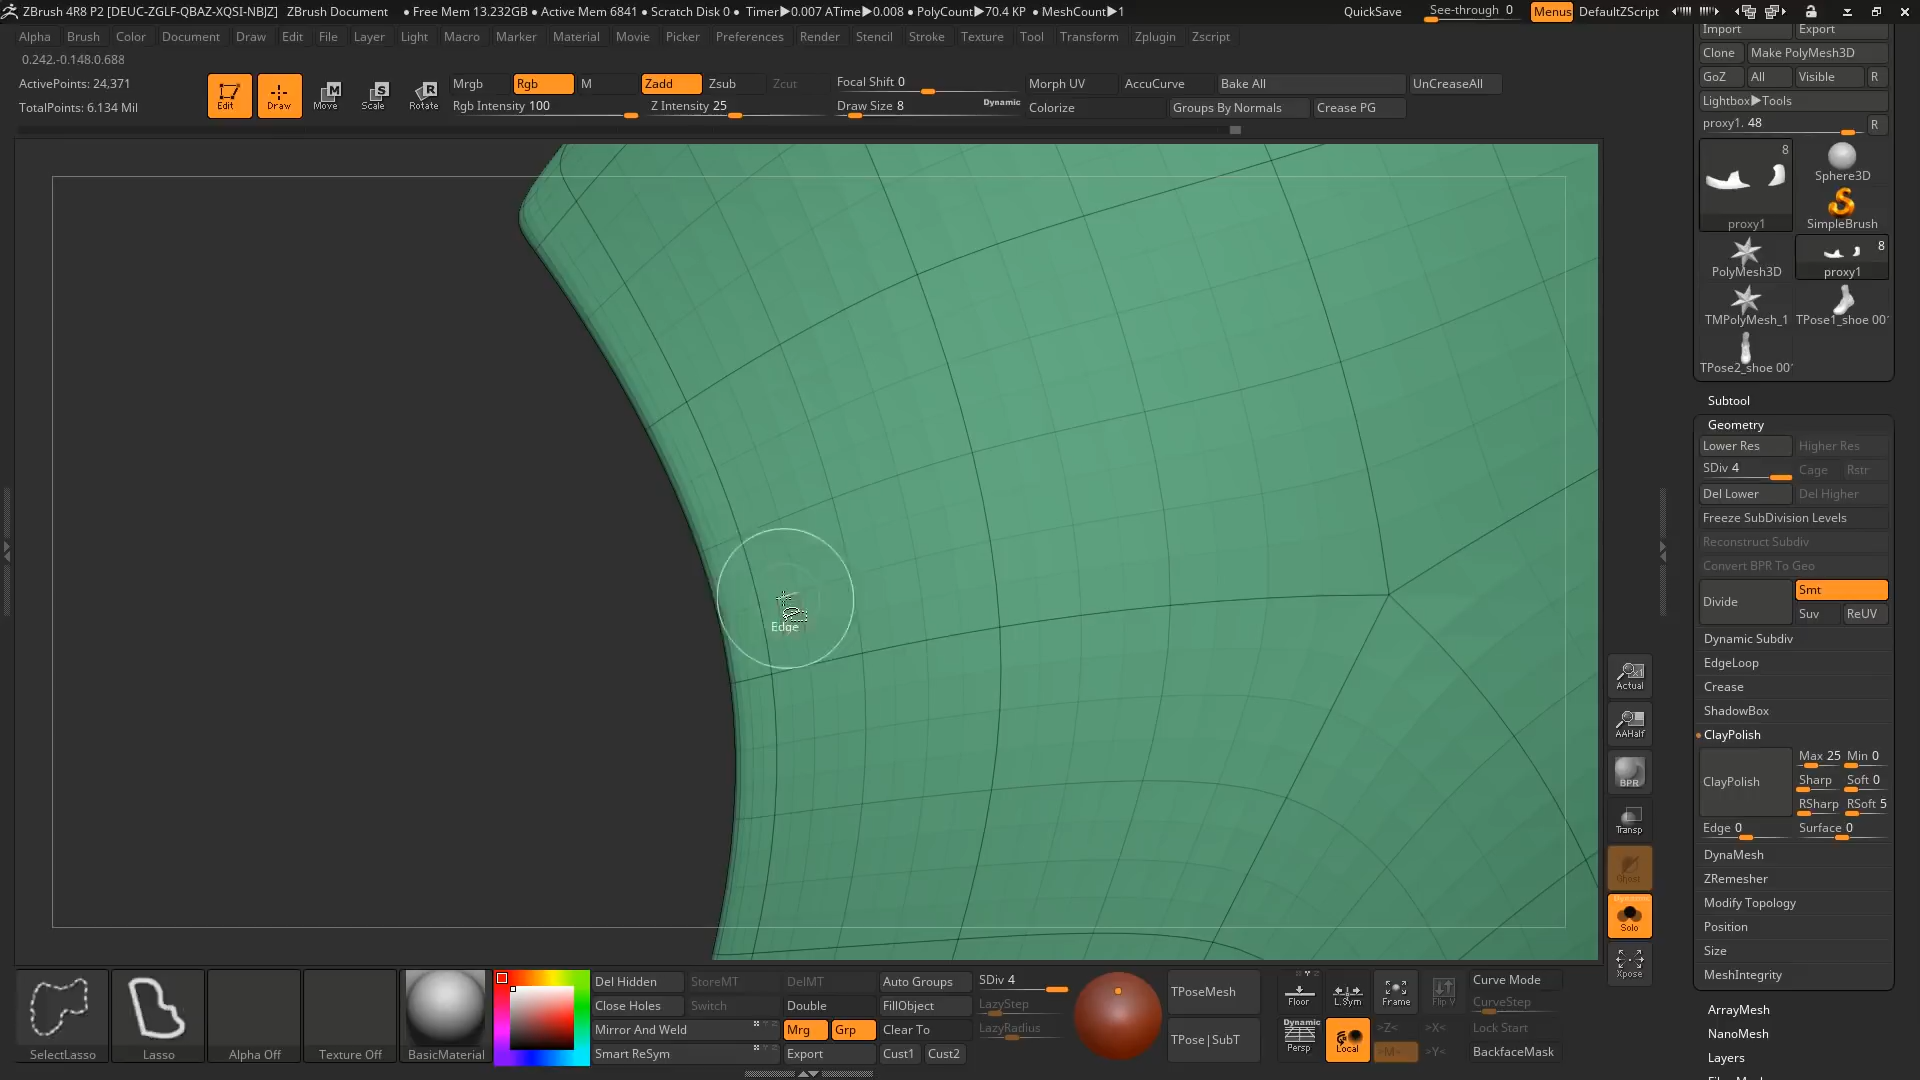 ZBrush 4R8 P2 [DEUC-ZGLF-QBAZ-XQSI-NBJZ] ZBrush Document ● Free Mem 13.232GB ● Active Mem 6841 ● Scratch Disk 0 ● Timer▶0.007 ATime▶0.008 ● PolyCount▶70.4 KP ● MeshCount▶1 QuickSave See-through 0 Menus DefaultZScript
Alpha Brush Color Document Draw Edit File Layer Light Macro Marker Material Movie Picker Preferences Render Stencil Stroke Texture Tool Transform Zplugin Zscript
0.242,-0.148,0.688
ActivePoints: 24,371
TotalPoints: 6.134 Mil
Edit Draw Move Scale Rotate
Mrgb Rgb M Zadd Zsub Zcut Focal Shift 0 Morph UV AccuCurve Bake All UnCreaseAll
Rgb Intensity 100 Z Intensity 25 Draw Size 8 Dynamic Colorize Groups By Normals Crease PG
Edge
Import Export
Clone Make PolyMesh3D
GoZ All Visible R
Lightbox▶Tools
proxy1. 48 R
8
proxy1 Sphere3D
SimpleBrush
PolyMesh3D 8 proxy1
TMPolyMesh_1 TPose1_shoe 00
TPose2_shoe 00
Subtool
Geometry
Lower Res Higher Res
SDiv 4 Cage Rstr
Del Lower Del Higher
Freeze SubDivision Levels
Reconstruct Subdiv
Convert BPR To Geo
Divide Smt
Suv ReUV
Dynamic Subdiv
EdgeLoop
Crease
ShadowBox
ClayPolish
ClayPolish Max 25 Min 0
Sharp Soft 0
RSharp RSoft 5
Edge 0 Surface 0
DynaMesh
ZRemesher
Modify Topology
Position
Size
MeshIntegrity
ArrayMesh
NanoMesh
Layers
Actual
AAHalf
BPR
Transp
Ghost
Dynamic
Solo
Xpose
SelectLasso Lasso Alpha Off Texture Off BasicMaterial
Del Hidden StoreMT DelMT Auto Groups SDiv 4
Close Holes Switch Double FillObject LazyStep
Mirror And Weld Mrg Grp Clear To LazyRadius
Smart ReSym Export Cust1 Cust2
TPoseMesh
TPose|SubT
Floor L.Sym Frame Flip V Curve Mode
CurveStep
Dynamic
Persp Local >Z< >X< Lock Start
>M< >Y< BackfaceMask